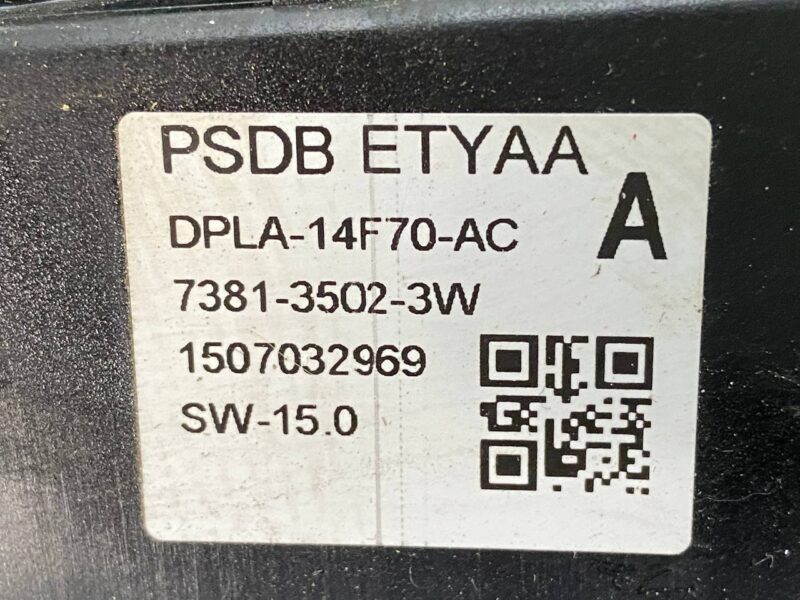 PSDB ETYAA
A
DPLA-14F70-AC
7381-3502-3W
1507032969
SW-15.0